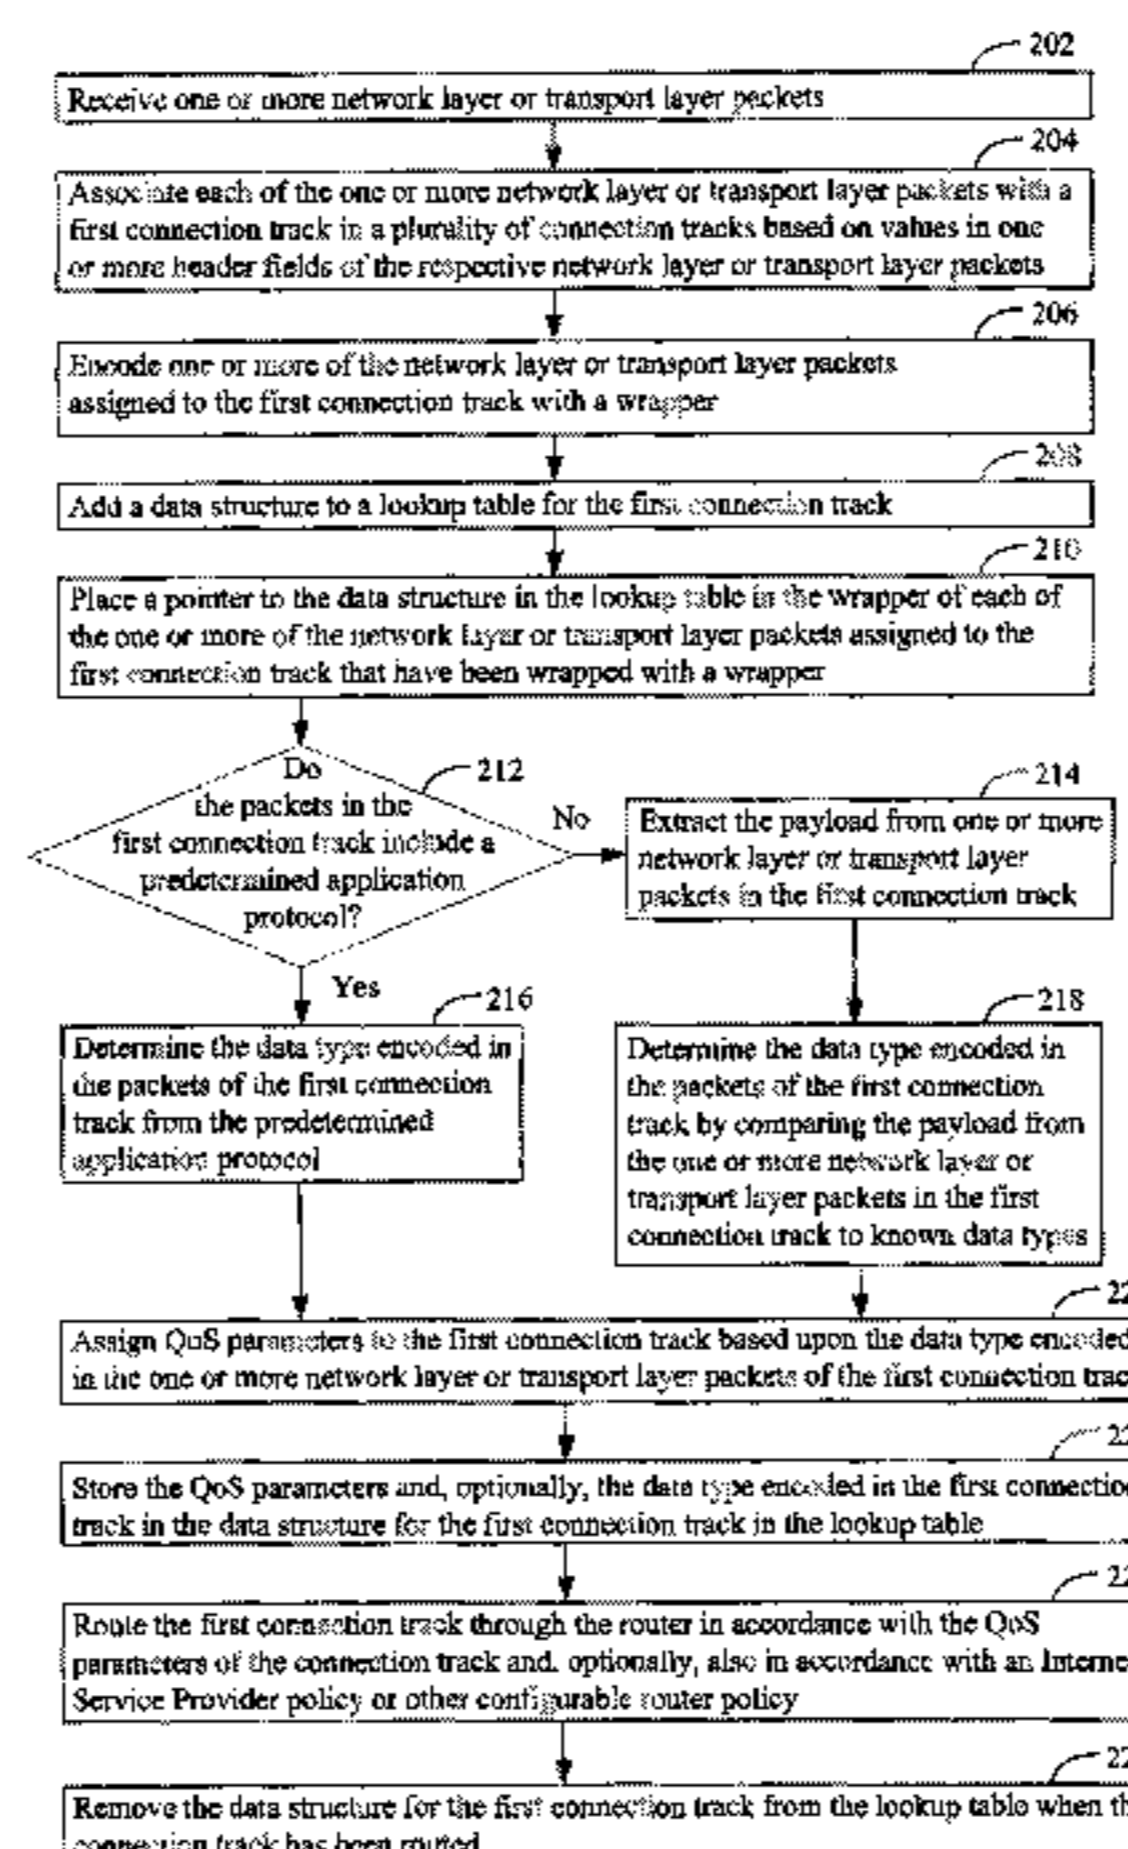 202
Receive one or more network layer or transport layer packets
204
Associate each of the one or more network layer or transport layer packets with a
first connection track in a plurality of connection tracks based on values in one
or more header fields of the respective network layer or transport layer packets
206
Encode one or more of the network layer or transport layer packets
assigned to the first connection track with a wrapper
208
Add a data structure to a lookup table for the first connection track
210
Place a pointer to the data structure in the lookup table in the wrapper of each of
the one or more of the network layer or transport layer packets assigned to the
first connection track that have been wrapped with a wrapper
212
Do
the packets in the
first connection track include a
predetermined application
protocol?
No
Yes
214
Extract the payload from one or more
network layer or transport layer
packets in the first connection track
216
Determine the data type encoded in
the packets of the first connection
track from the predetermined
application protocol
218
Determine the data type encoded in
the packets of the first connection
track by comparing the payload from
the one or more network layer or
transport layer packets in the first
connection track to known data types
22
Assign QoS parameters to the first connection track based upon the data type encoded
in the one or more network layer or transport layer packets of the first connection trac
22
Store the QoS parameters and, optionally, the data type encoded in the first connectio
track in the data structure for the first connection track in the lookup table
22
Route the first connection track through the router in accordance with the QoS
parameters of the connection track and, optionally, also in accordance with an Interne
Service Provider policy or other configurable router policy
22
Remove the data structure for the first connection track from the lookup table when th
connection track has been routed